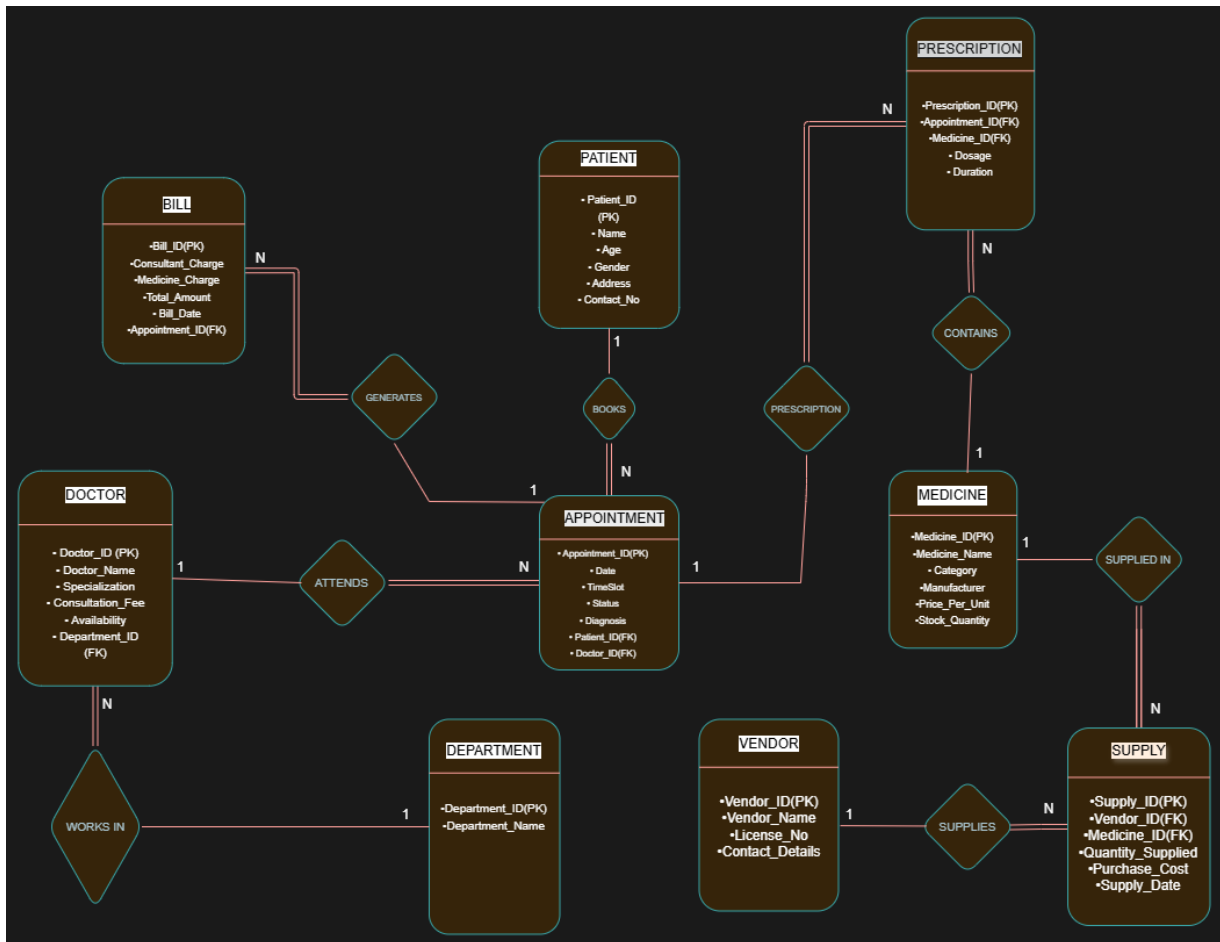 PRESCRIPTION
•Prescription_ID(PK)
•Appointment_ID(FK)
•Medicine_ID(FK)
• Dosage
• Duration
N
N
PATIENT
• Patient_ID
(PK)
• Name
• Age
• Gender
• Address
• Contact_No
1
BILL
•Bill_ID(PK)
•Consultant_Charge
•Medicine_Charge
•Total_Amount
• Bill_Date
•Appointment_ID(FK)
N
GENERATES
1
BOOKS
N
PRESCRIPTION
1
CONTAINS
1
DOCTOR
• Doctor_ID (PK)
• Doctor_Name
• Specialization
• Consultation_Fee
• Availability
• Department_ID
(FK)
1
N
ATTENDS
N
APPOINTMENT
• Appointment_ID(PK)
• Date
• TimeSlot
• Status
• Diagnosis
• Patient_ID(FK)
• Doctor_ID(FK)
MEDICINE
•Medicine_ID(PK)
•Medicine_Name
• Category
• Manufacturer
• Price_Per_Unit
• Stock_Quantity
1
SUPPLIED IN
N
WORKS IN
1
DEPARTMENT
•Department_ID(PK)
•Department_Name
VENDOR
•Vendor_ID(PK)
•Vendor_Name
•License_No
•Contact_Details
1
SUPPLIES
N
SUPPLY
•Supply_ID(PK)
•Vendor_ID(FK)
•Medicine_ID(FK)
•Quantity_Supplied
•Purchase_Cost
•Supply_Date